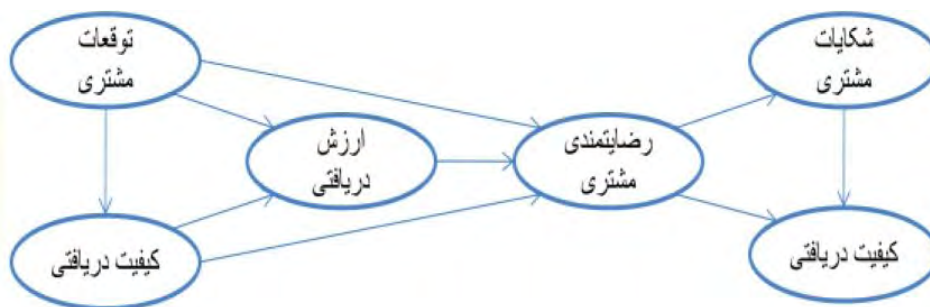 توقعات
مشتری
شکایات
مشتری
ارزش
دریافتی
رضایتمندی
مشتری
کیفیت دریافتی
کیفیت دریافتی